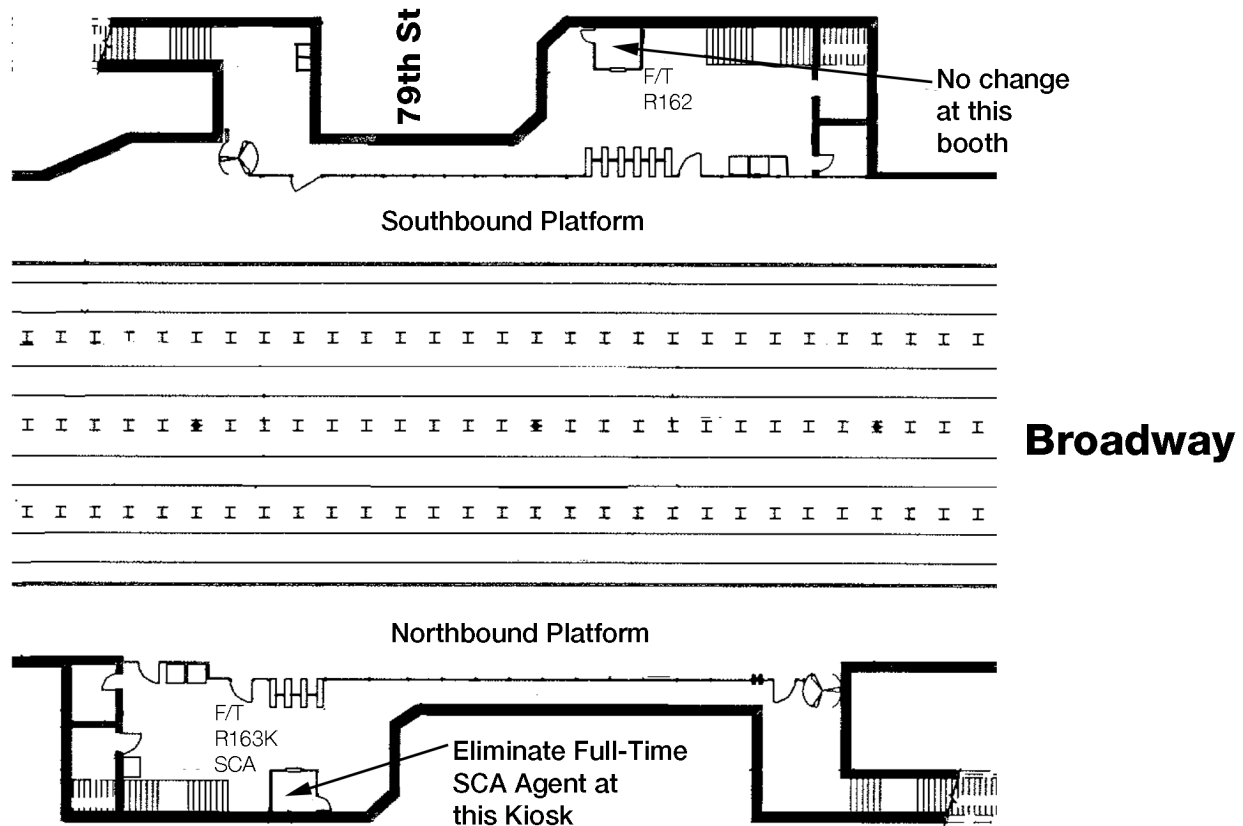 79th St
F/T
R162
No change
at this
booth
Southbound Platform
Broadway
Northbound Platform
F/T
R163K
SCA
Eliminate Full-Time
SCA Agent at
this Kiosk